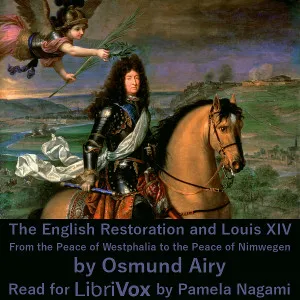 The English Restoration and Louis XIV
From the Peace of Westphalia to the Peace of Nimwegen
by Osmund Airy
Read for LibriVox by Pamela Nagami